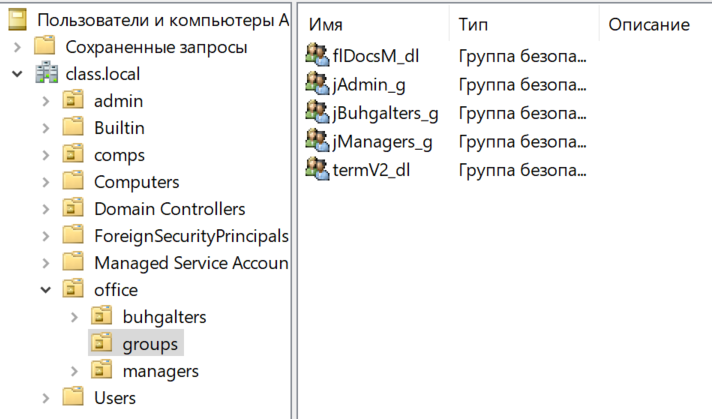 Пользователи и компьютеры A
Сохраненные запросы
class.local
admin
Builtin
comps
Computers
Domain Controllers
ForeignSecurityPrincipals
Managed Service Accoun
office
buhgalters
groups
managers
Users
Имя Тип Описание
flDocsM_dl Группа безопа...
jAdmin_g Группа безопа...
jBuhgalters_g Группа безопа...
jManagers_g Группа безопа...
termV2_dl Группа безопа...